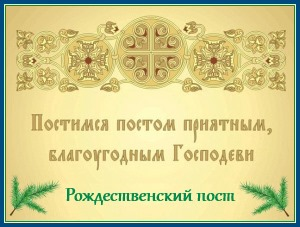 Постимся постом приятным,
благоугодным Господеви
Рождественский пост